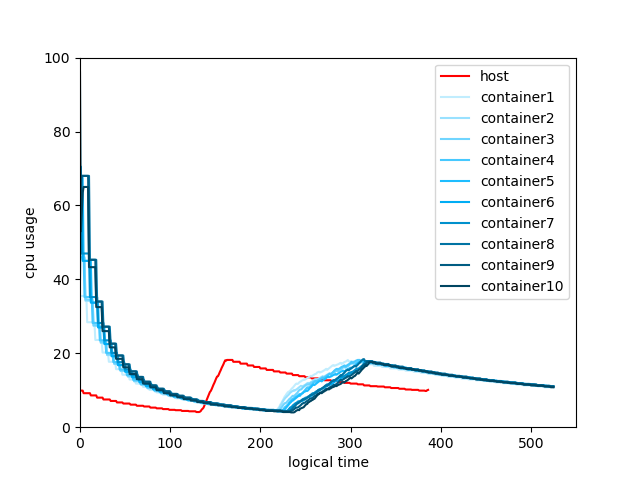 100
80
60
40
20
0
0 100 200 300 400 500
cpu usage
logical time
host
container1
container2
container3
container4
container5
container6
container7
container8
container9
container10